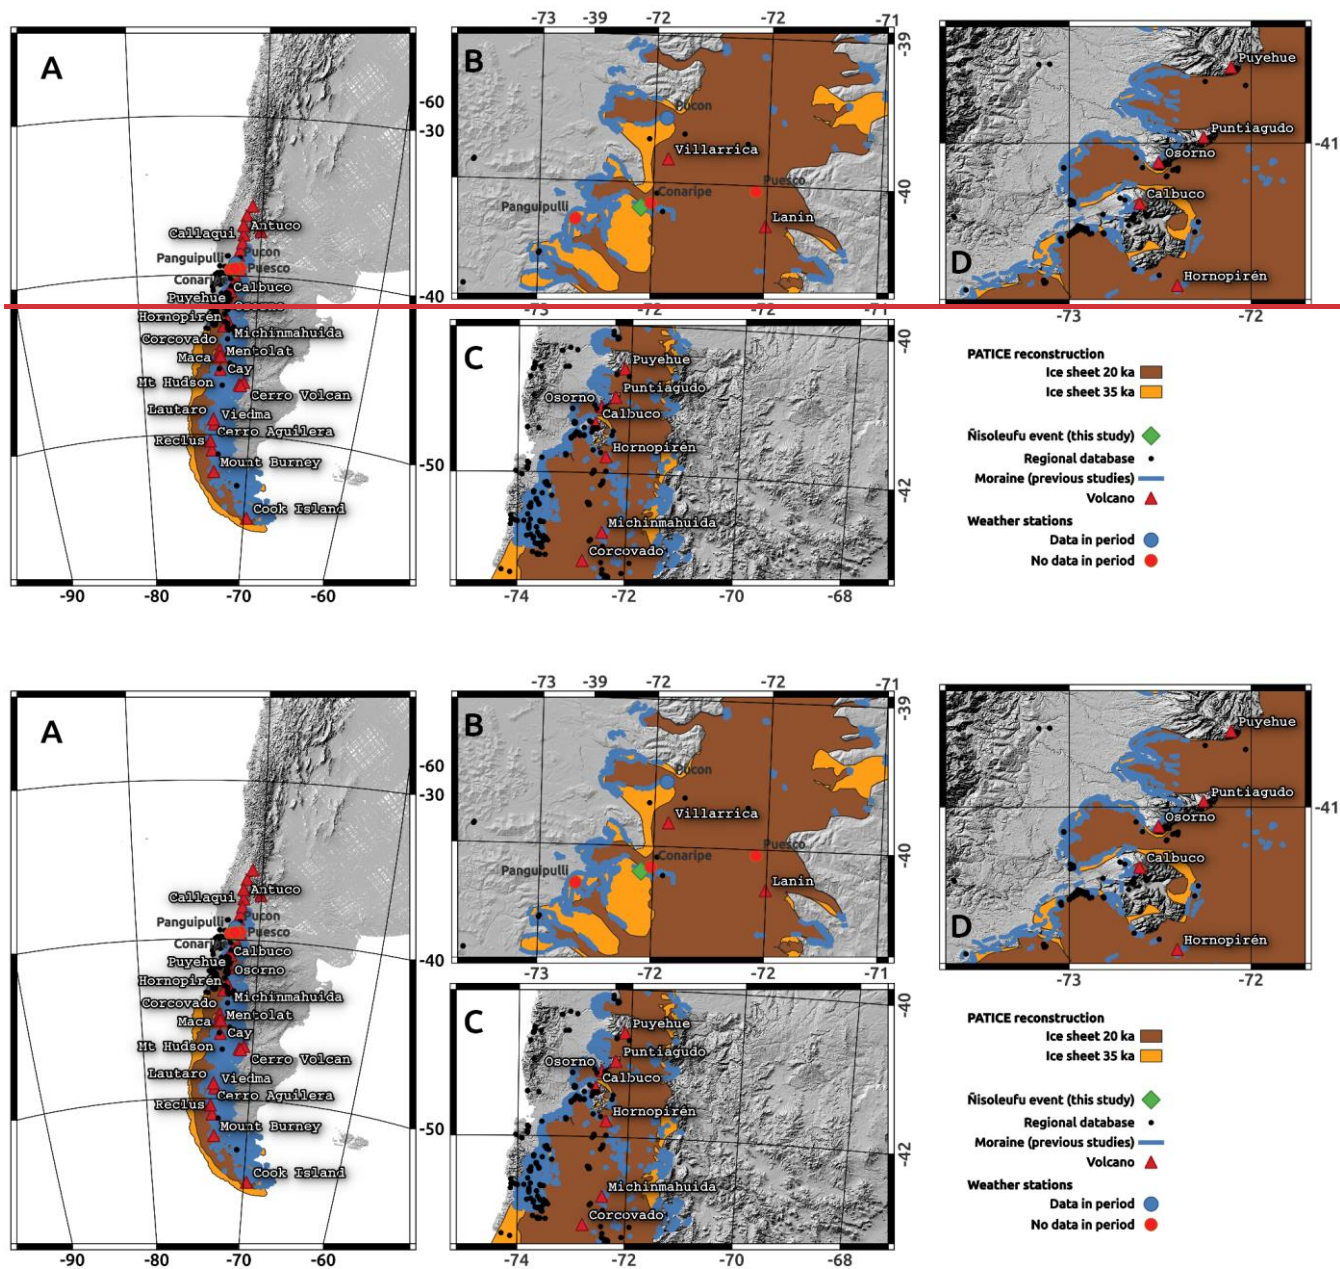 A
-60
-30
Antuco
Callaqui
Pucon
Panguipulli
Puesco
Conaripe
Calbuco
Puyehue
-40
Hornopirén
Michinmahuida
Corcovado
Mentolat
Maca
Cay
Mt Hudson
Cerro Volcan
Lautaro
Viedma
Cerro Aguilera
Reclus
Mount Burney
-50
Cook Island
-90
-80
-70
-60
-73
-39
-72
-72
-71
B
-39
Pucon
Villarrica
Puesco
-40
Conaripe
Panguipulli
Lanin
-73
-72
-72
-71
C
-40
Puyehue
Puntiagudo
Osorno
Calbuco
Hornopirén
-42
Michinmahuida
Corcovado
-74
-72
-70
-68
Puyehue
Puntiagudo
-41
Osorno
Calbuco
D
Hornopirén
-73
-72
PATICE reconstruction
Ice sheet 20 ka
Ice sheet 35 ka
Ñisoleufu event (this study)
Regional database
Moraine (previous studies)
Volcano
Weather stations
Data in period
No data in period
A
-60
-30
Antuco
Callaqui
Pucon
Panguipulli
Puesco
Conaripe
Calbuco
Puyehue
-40
Osorno
Hornopirén
Michinmahuida
Corcovado
Mentolat
Maca
Cay
Mt Hudson
Cerro Volcan
Lautaro
Viedma
Cerro Aguilera
Reclus
Mount Burney
-50
Cook Island
-90
-80
-70
-60
-73
-39
-72
-72
-71
B
-39
Pucon
Villarrica
Puesco
-40
Conaripe
Panguipulli
Lanin
-73
-72
-72
-71
C
-40
Puyehue
Puntiagudo
Osorno
Calbuco
Hornopirén
-42
Michinmahuida
Corcovado
-74
-72
-70
-68
Puyehue
Puntiagudo
-41
Osorno
Calbuco
D
Hornopirén
-73
-72
PATICE reconstruction
Ice sheet 20 ka
Ice sheet 35 ka
Ñisoleufu event (this study)
Regional database
Moraine (previous studies)
Volcano
Weather stations
Data in period
No data in period